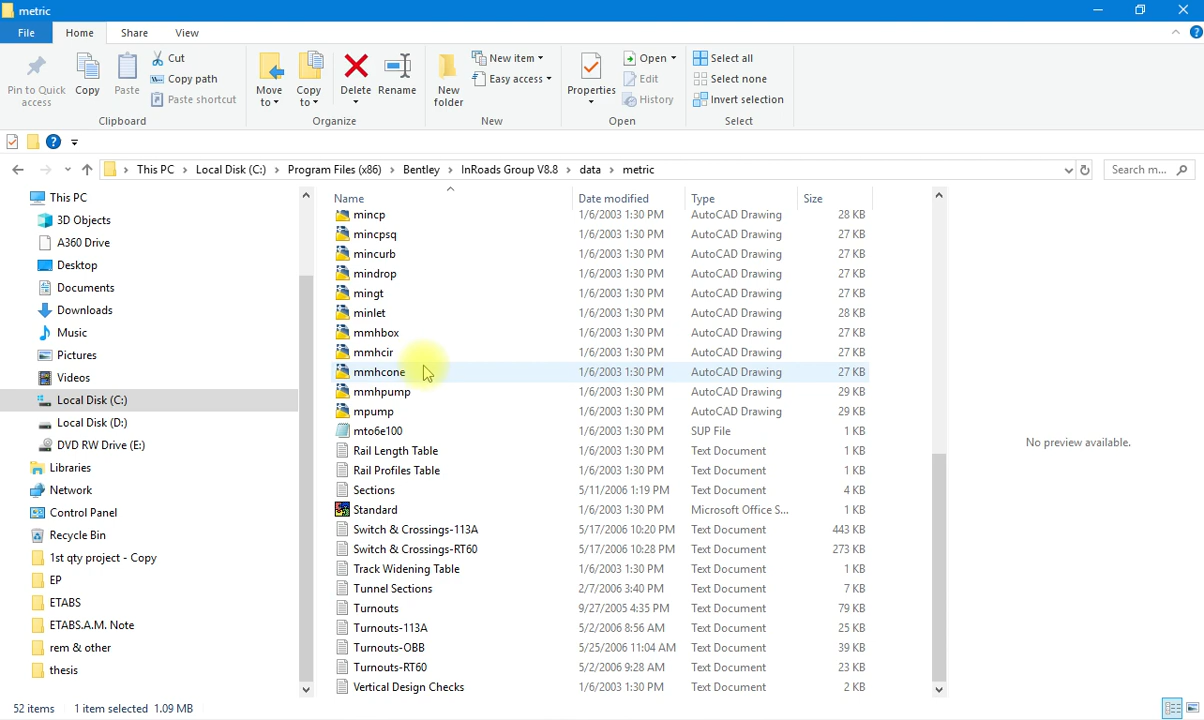 metric
File Home Share View
Pin to Quick access
Copy
Paste
Cut
Copy path
Paste shortcut
Clipboard
Move to
Copy to
Delete
Rename
Organize
New folder
New item
Easy access
New
Properties
Open
Edit
History
Open
Select all
Select none
Invert selection
Select
This PC › Local Disk (C:) › Program Files (x86) › Bentley › InRoads Group V8.8 › data › metric
Search m...
This PC
3D Objects
A360 Drive
Desktop
Documents
Downloads
Music
Pictures
Videos
Local Disk (C:)
Local Disk (D:)
DVD RW Drive (E:)
Libraries
Network
Control Panel
Recycle Bin
1st qty project - Copy
EP
ETABS
ETABS.A.M. Note
rem & other
thesis
Name Date modified Type Size
mincp 1/6/2003 1:30 PM AutoCAD Drawing 28 KB
mincpsq 1/6/2003 1:30 PM AutoCAD Drawing 27 KB
mincurb 1/6/2003 1:30 PM AutoCAD Drawing 27 KB
mindrop 1/6/2003 1:30 PM AutoCAD Drawing 27 KB
mingt 1/6/2003 1:30 PM AutoCAD Drawing 27 KB
minlet 1/6/2003 1:30 PM AutoCAD Drawing 28 KB
mmhbox 1/6/2003 1:30 PM AutoCAD Drawing 27 KB
mmhcir 1/6/2003 1:30 PM AutoCAD Drawing 27 KB
mmhcone 1/6/2003 1:30 PM AutoCAD Drawing 27 KB
mmhpump 1/6/2003 1:30 PM AutoCAD Drawing 29 KB
mpump 1/6/2003 1:30 PM AutoCAD Drawing 29 KB
mto6e100 1/6/2003 1:30 PM SUP File 1 KB
Rail Length Table 1/6/2003 1:30 PM Text Document 1 KB
Rail Profiles Table 1/6/2003 1:30 PM Text Document 1 KB
Sections 5/11/2006 1:19 PM Text Document 4 KB
Standard 1/6/2003 1:30 PM Microsoft Office S... 1 KB
Switch & Crossings-113A 5/17/2006 10:20 PM Text Document 443 KB
Switch & Crossings-RT60 5/17/2006 10:28 PM Text Document 273 KB
Track Widening Table 1/6/2003 1:30 PM Text Document 1 KB
Tunnel Sections 2/7/2006 3:40 PM Text Document 7 KB
Turnouts 9/27/2005 4:35 PM Text Document 79 KB
Turnouts-113A 5/2/2006 8:56 AM Text Document 25 KB
Turnouts-OBB 5/25/2006 11:04 AM Text Document 39 KB
Turnouts-RT60 5/2/2006 9:28 AM Text Document 23 KB
Vertical Design Checks 1/6/2003 1:30 PM Text Document 2 KB
No preview available.
52 items 1 item selected 1.09 MB